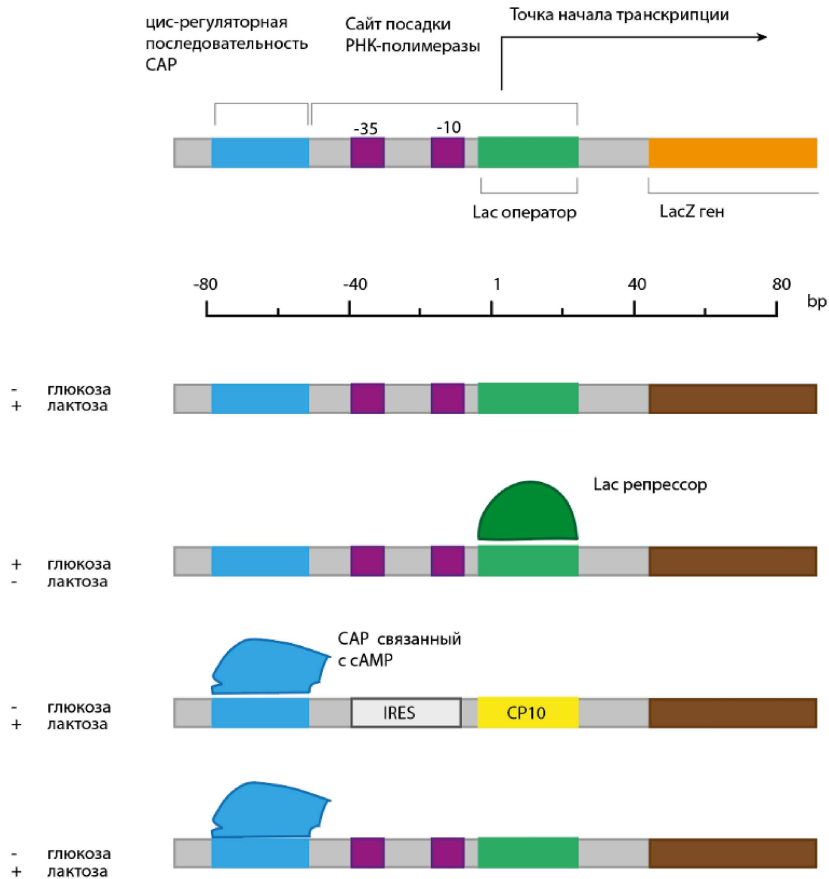 цис-регуляторная
последовательность
CAP
Сайт посадки
РНК-полимеразы
Точка начала транскрипции
-35
-10
Lac оператор
LacZ ген
-80
-40
1
40
80
bp
- глюкоза
+ лактоза
Lac репрессор
+ глюкоза
- лактоза
CAP связанный
с cAMP
- глюкоза
+ лактоза
IRES
CP10
- глюкоза
+ лактоза